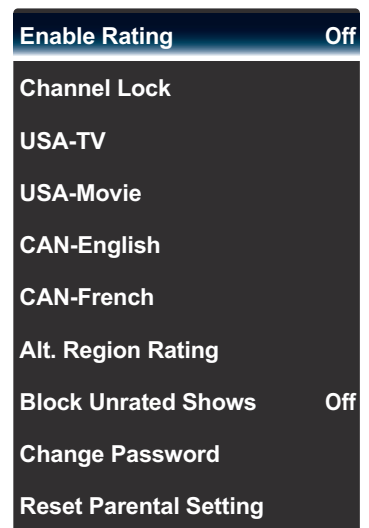 Enable Rating Off
Channel Lock
USA-TV
USA-Movie
CAN-English
CAN-French
Alt. Region Rating
Block Unrated Shows Off
Change Password
Reset Parental Setting